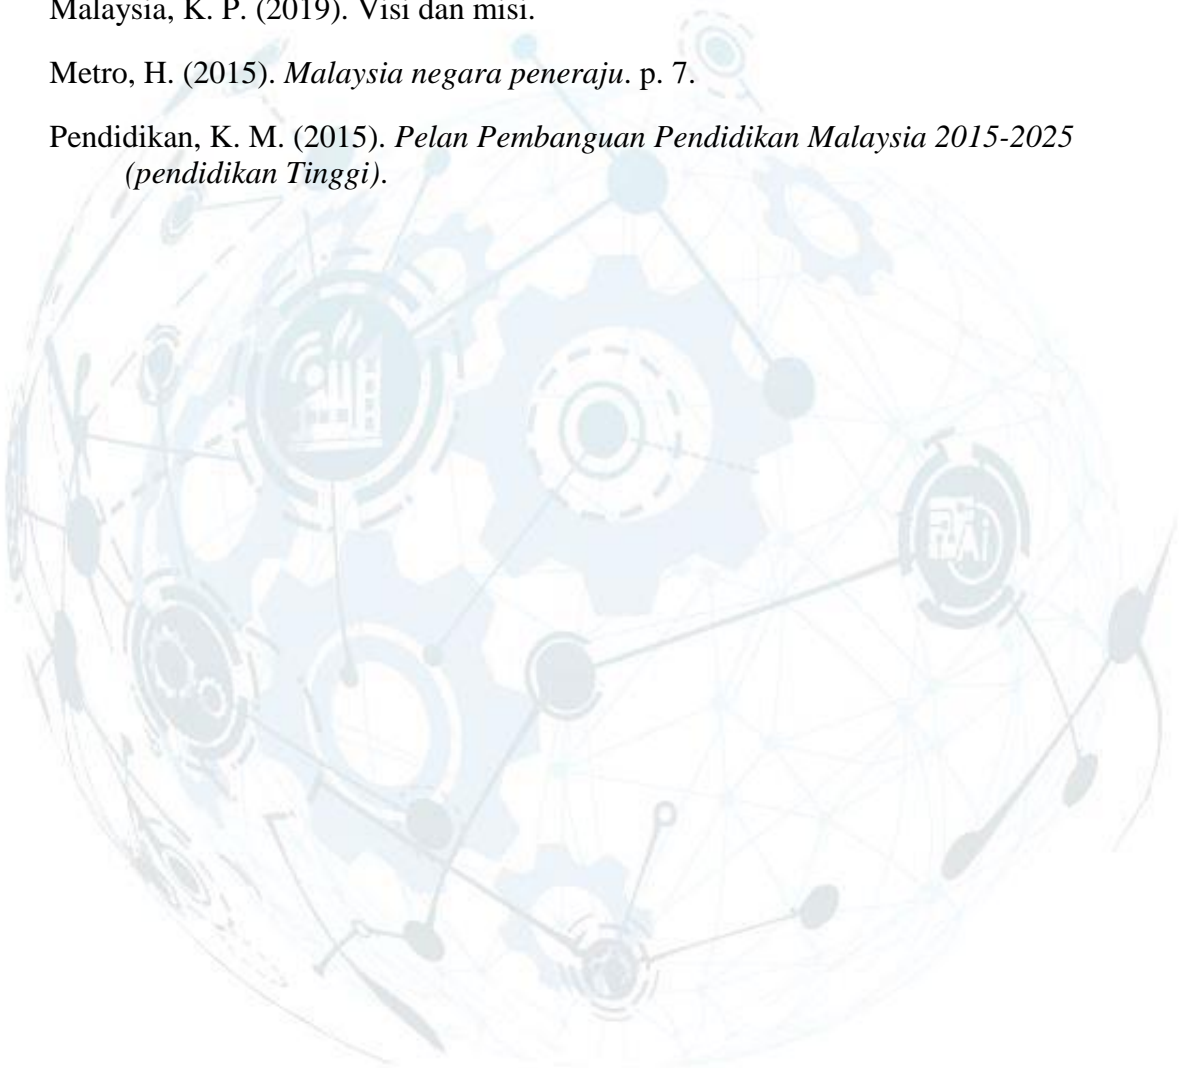 Malaysia, K. P. (2019). Visi dan misi.
Metro, H. (2015). Malaysia negara peneraju. p. 7.
Pendidikan, K. M. (2015). Pelan Pembanguan Pendidikan Malaysia 2015-2025
(pendidikan Tinggi).